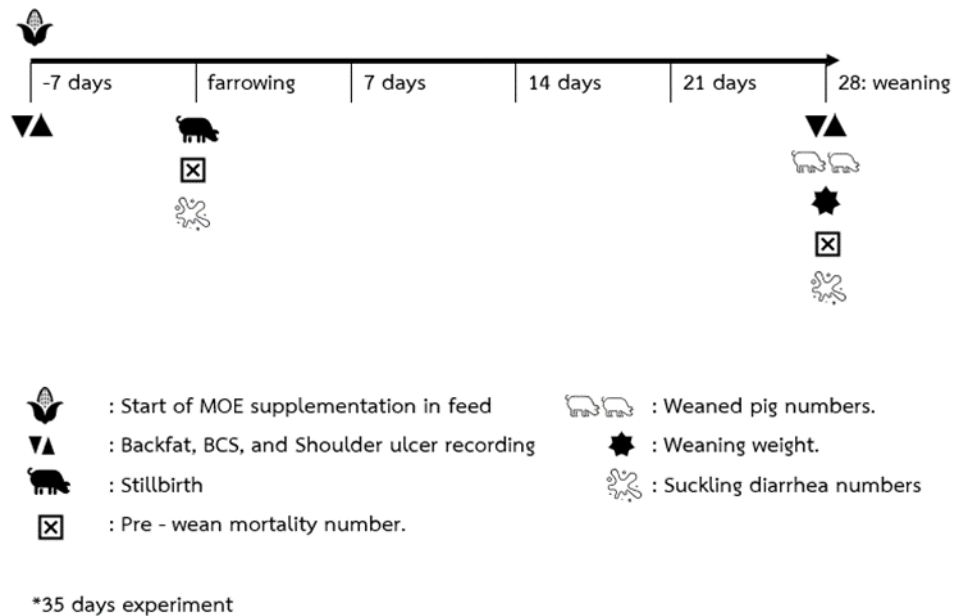 -7 days farrowing 7 days 14 days 21 days 28: weaning
: Start of MOE supplementation in feed : Weaned pig numbers.
: Backfat, BCS, and Shoulder ulcer recording : Weaning weight.
: Stillbirth : Suckling diarrhea numbers
: Pre - wean mortality number.
*35 days experiment